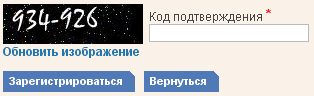 934-926
Код подтверждения *
Обновить изображение
Зарегистрироваться Вернуться